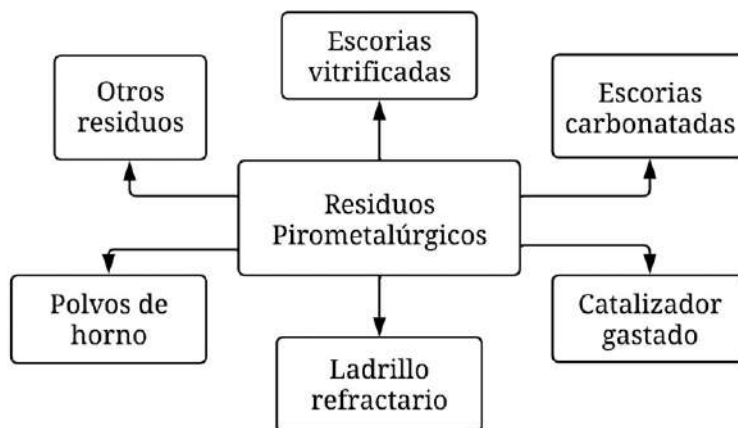 Escorias
vitrificadas
Otros
residuos
Escorias
carbonatadas
Residuos
Pirometalúrgicos
Polvos de
horno
Catalizador
gastado
Ladrillo
refractario